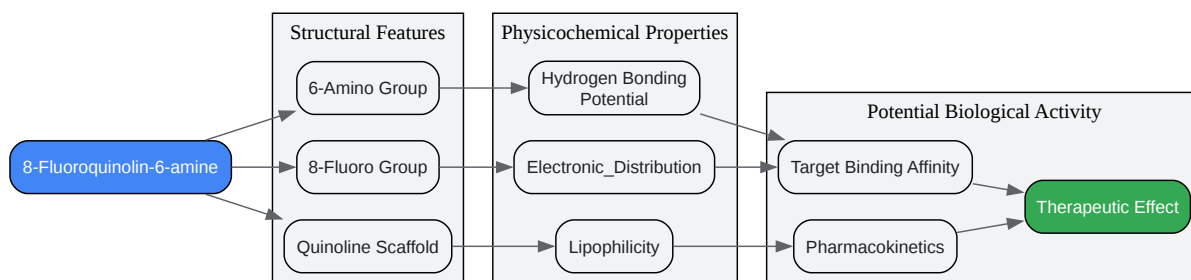 Structural Features
Physicochemical Properties
6-Amino Group
Hydrogen Bonding
Potential
Potential Biological Activity
8-Fluoroquinolin-6-amine
8-Fluoro Group
Electronic_Distribution
Target Binding Affinity
Therapeutic Effect
Quinoline Scaffold
Lipophilicity
Pharmacokinetics